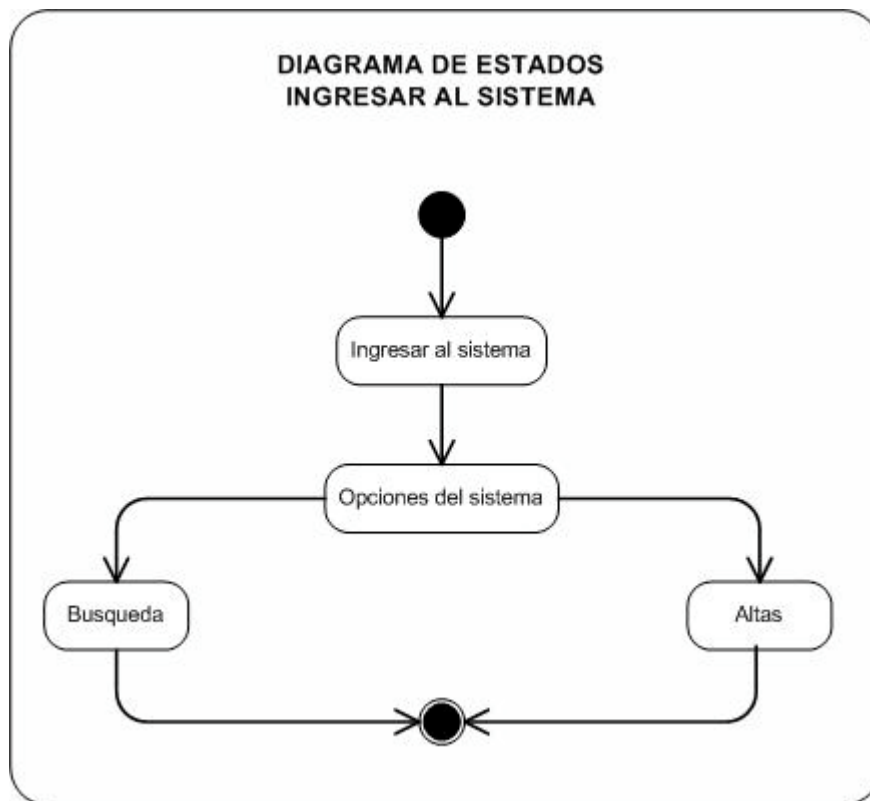 DIAGRAMA DE ESTADOS
INGRESAR AL SISTEMA
Ingresar al sistema
Opciones del sistema
Busqueda
Altas